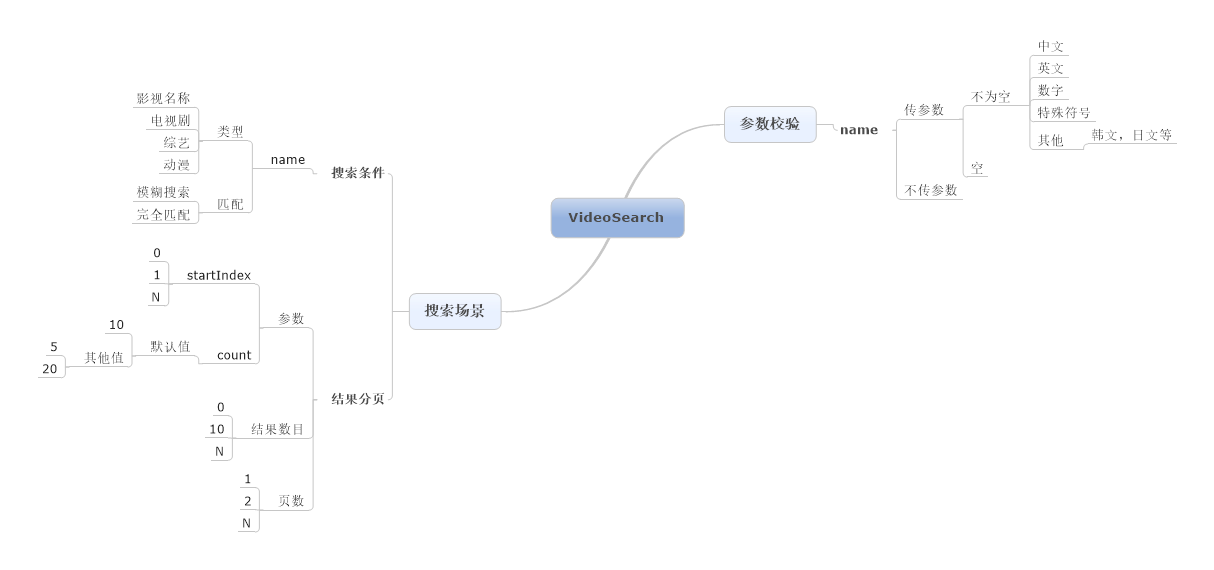 VideoSearch
参数校验
name
传参数
不为空
中文
英文
数字
特殊符号
其他
韩文，日文等
空
不传参数
搜索场景
搜索条件
name
类型
影视名称
电视剧
综艺
动漫
匹配
模糊搜索
完全匹配
结果分页
参数
startIndex
0
1
N
count
默认值
10
其他值
5
20
结果数目
0
10
N
页数
1
2
N